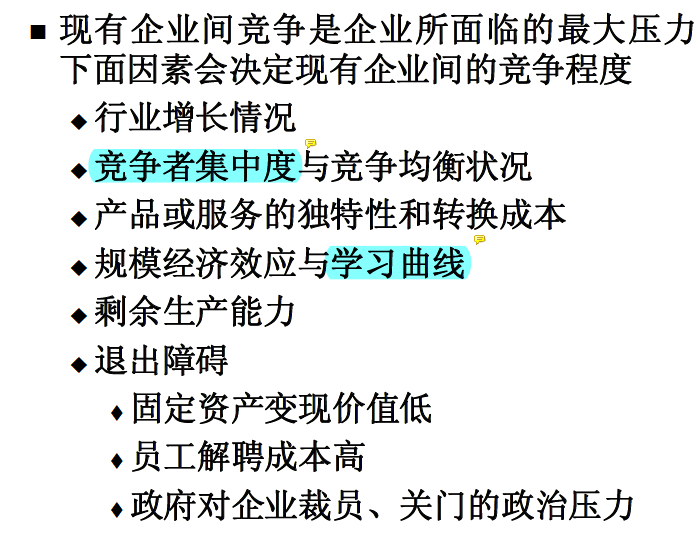 现有企业间竞争是企业所面临的最大压力
下面因素会决定现有企业间的竞争程度
行业增长情况
竞争者集中度与竞争均衡状况
产品或服务的独特性和转换成本
规模经济效应与学习曲线
剩余生产能力
退出障碍
固定资产变现价值低
员工解聘成本高
政府对企业裁员、关门的政治压力